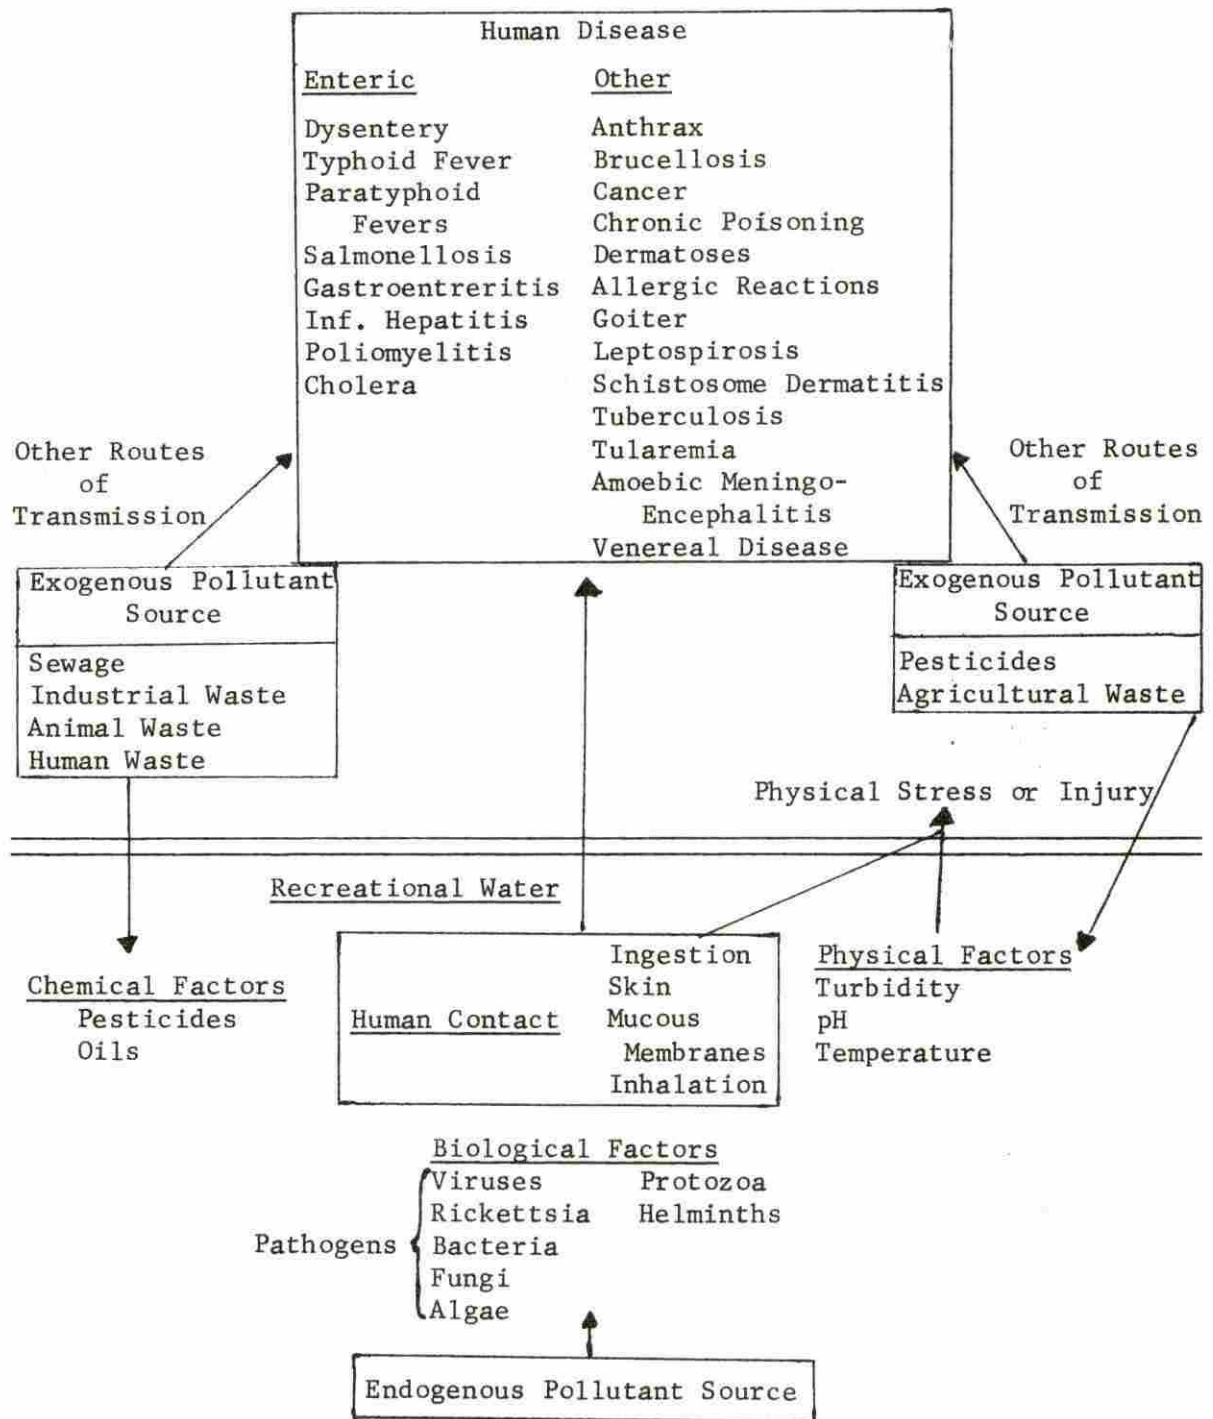 Human Disease
Enteric
Dysentery
Typhoid Fever
Paratyphoid
Fevers
Salmonellosis
Gastroentreritis
Inf. Hepatitis
Poliomyelitis
Cholera
Other
Anthrax
Brucellosis
Cancer
Chronic Poisoning
Dermatoses
Allergic Reactions
Goiter
Leptospirosis
Schistosome Dermatitis
Tuberculosis
Tularemia
Amoebic Meningo-
Encephalitis
Venereal Disease
Other Routes
of
Transmission
Other Routes
of
Transmission
Exogenous Pollutant
Source
Sewage
Industrial Waste
Animal Waste
Human Waste
Exogenous Pollutant
Source
Pesticides
Agricultural Waste
Physical Stress or Injury
Recreational Water
Chemical Factors
Pesticides
Oils
Human Contact
Ingestion
Skin
Mucous
Membranes
Inhalation
Physical Factors
Turbidity
pH
Temperature
Biological Factors
Pathogens
Viruses
Rickettsia
Bacteria
Fungi
Algae
Protozoa
Helminths
Endogenous Pollutant Source